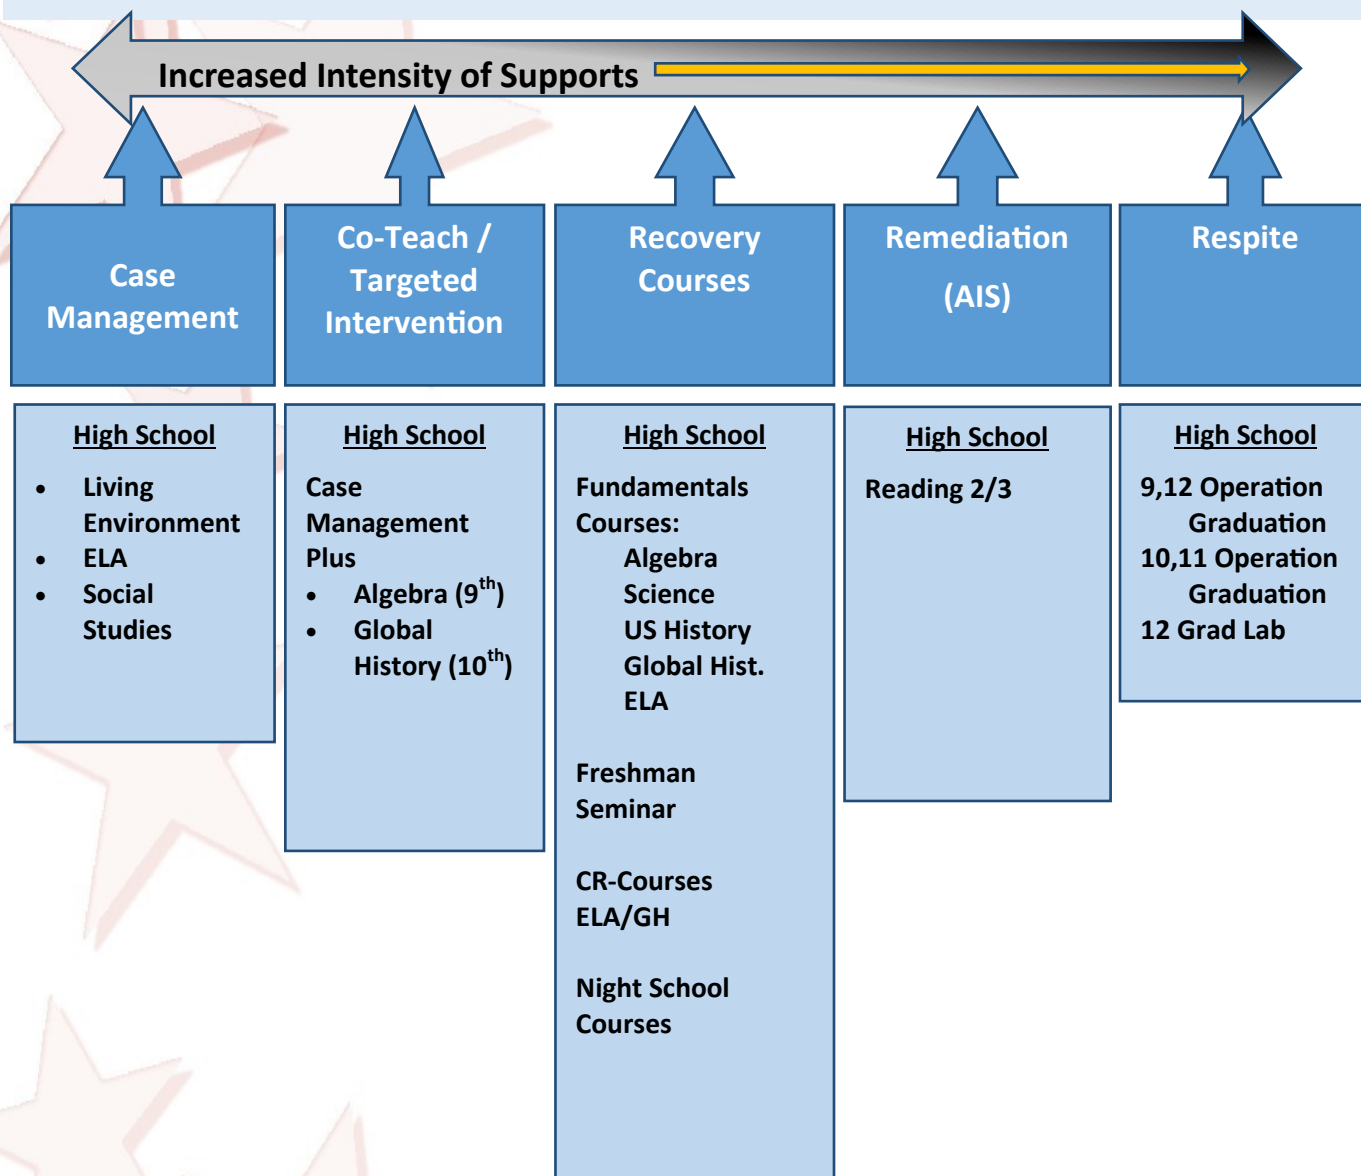 Increased Intensity of Supports
Case
Management
Co-Teach /
Targeted
Intervention
Recovery
Courses
Remediation
(AIS)
Respite
High School
• Living
Environment
• ELA
• Social
Studies
High School
Case
Management
Plus
• Algebra (9th)
• Global
History (10th)
High School
Fundamentals
Courses:
Algebra
Science
US History
Global Hist.
ELA
Freshman
Seminar
CR-Courses
ELA/GH
Night School
Courses
High School
Reading 2/3
High School
9,12 Operation
Graduation
10,11 Operation
Graduation
12 Grad Lab